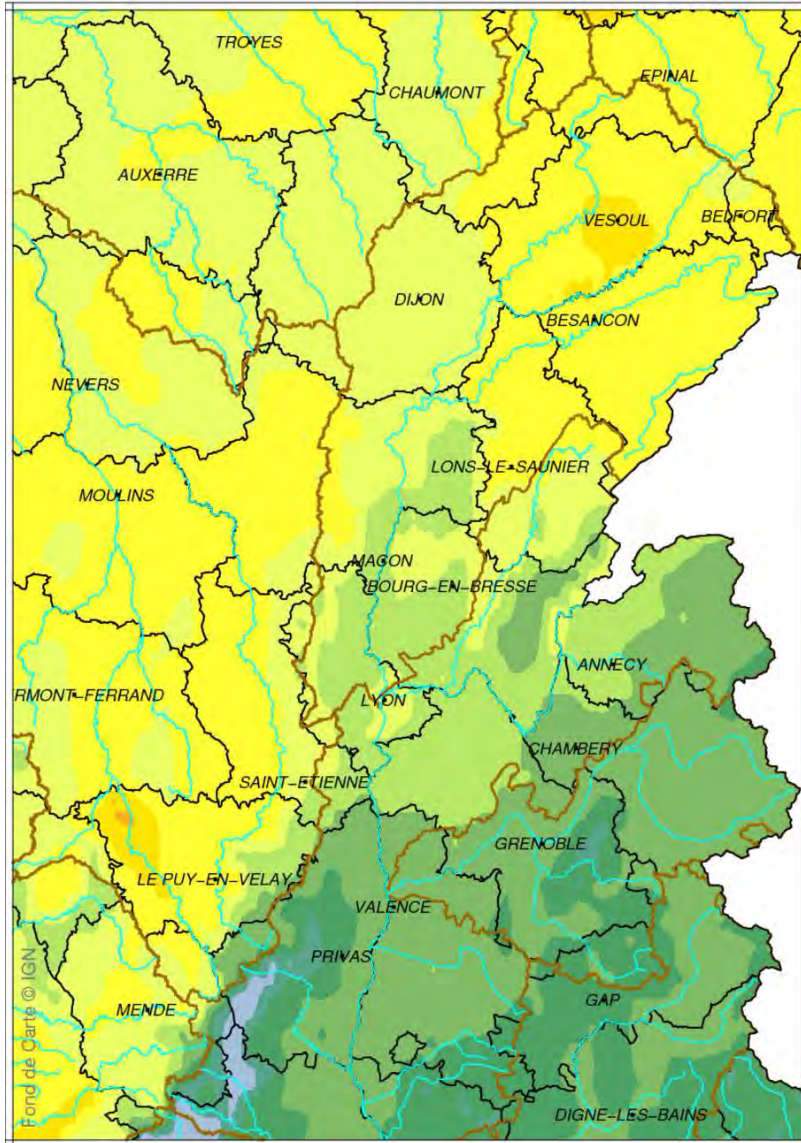 TROYES
EPINAL
CHAUMONT
AUXERRE
VESOUL
BELFORT
DIJON
BESANCON
NEVERS
LONS-LE-SAUNIER
MOULINS
MACON
BOURG-EN-BRESSE
ANNECY
RMONT-FERRAND
LYON
CHAMBERY
SAINT-ETIENNE
GRENOBLE
LE PUY-EN-VELAY
VALENCE
PRIVAS
GAP
MENDE
DIGNE-LES-BAINS
Fond de Carte © IGN